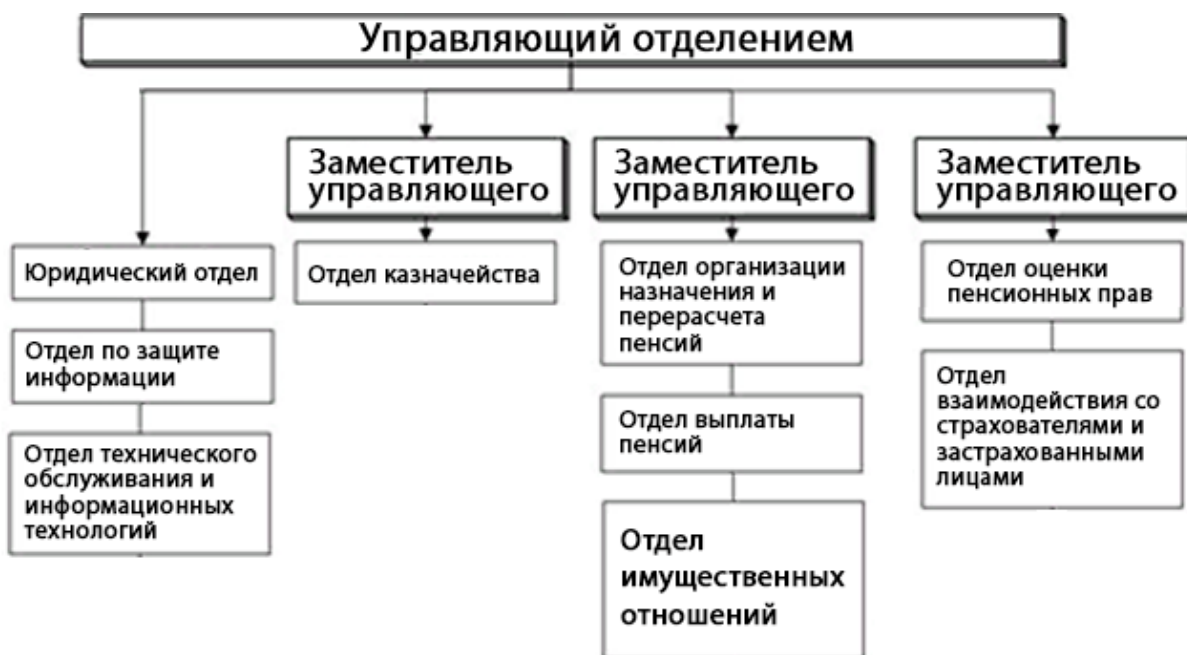 Управляющий отделением
Заместитель
управляющего
Заместитель
управляющего
Заместитель
управляющего
Юридический отдел
Отдел по защите
информации
Отдел технического
обслуживания и
информационных
технологий
Отдел казначейства
Отдел организации
назначения и
перерасчета
пенсий
Отдел выплаты
пенсий
Отдел
имущественных
отношений
Отдел оценки
пенсионных прав
Отдел
взаимодействия со
страхователями и
застрахованными
лицами